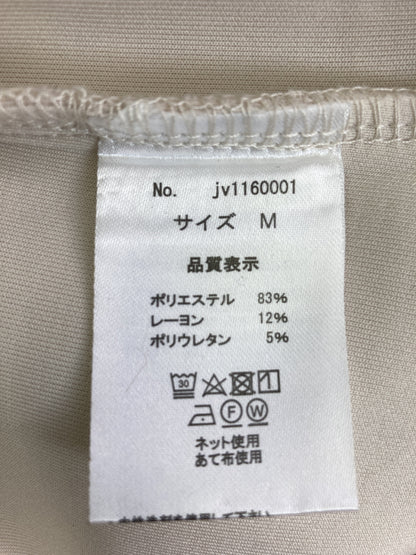 No. jv1160001
サイズ M
品質表示
ポリエステル 83%
レーヨン 12%
ポリウレタン 5%
30
F W
ネット使用
あて布使用